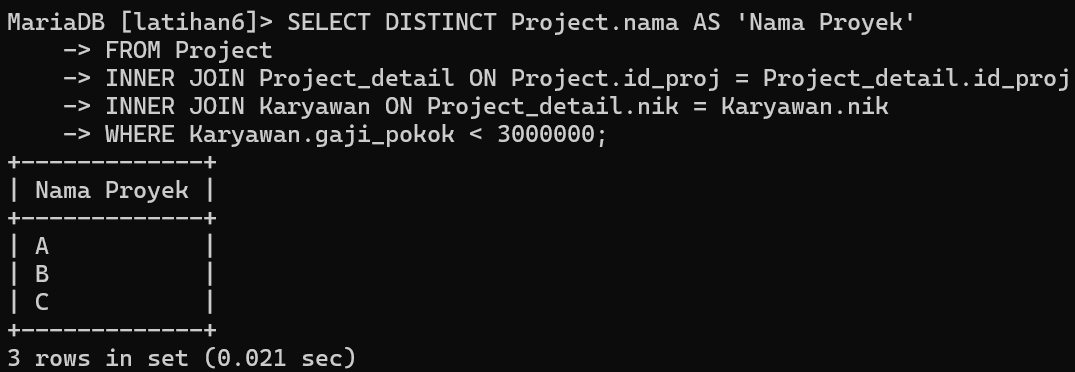 MariaDB [latihan6]> SELECT DISTINCT Project.nama AS 'Nama Proyek'
    -> FROM Project
    -> INNER JOIN Project_detail ON Project.id_proj = Project_detail.id_proj
    -> INNER JOIN Karyawan ON Project_detail.nik = Karyawan.nik
    -> WHERE Karyawan.gaji_pokok < 3000000;
+-------------+
| Nama Proyek |
+-------------+
| A           |
| B           |
| C           |
+-------------+
3 rows in set (0.021 sec)